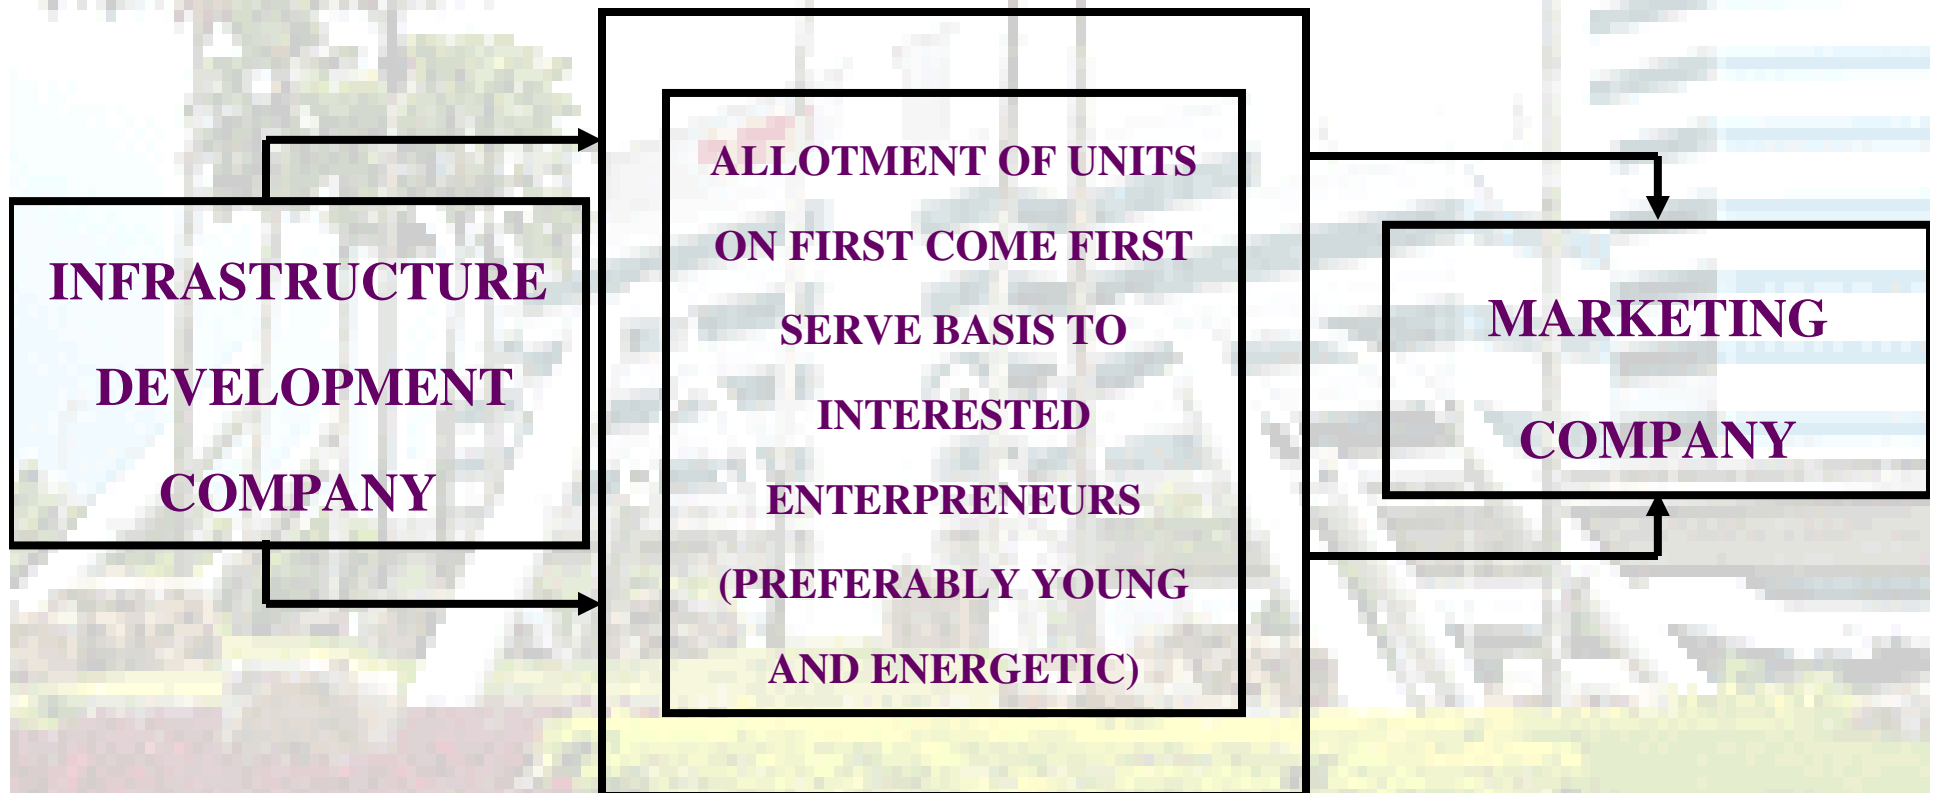 INFRASTRUCTURE
DEVELOPMENT
COMPANY
ALLOTMENT OF UNITS
ON FIRST COME FIRST
SERVE BASIS TO
INTERESTED
ENTERPRENEURS
(PREFERABLY YOUNG
AND ENERGETIC)
MARKETING
COMPANY